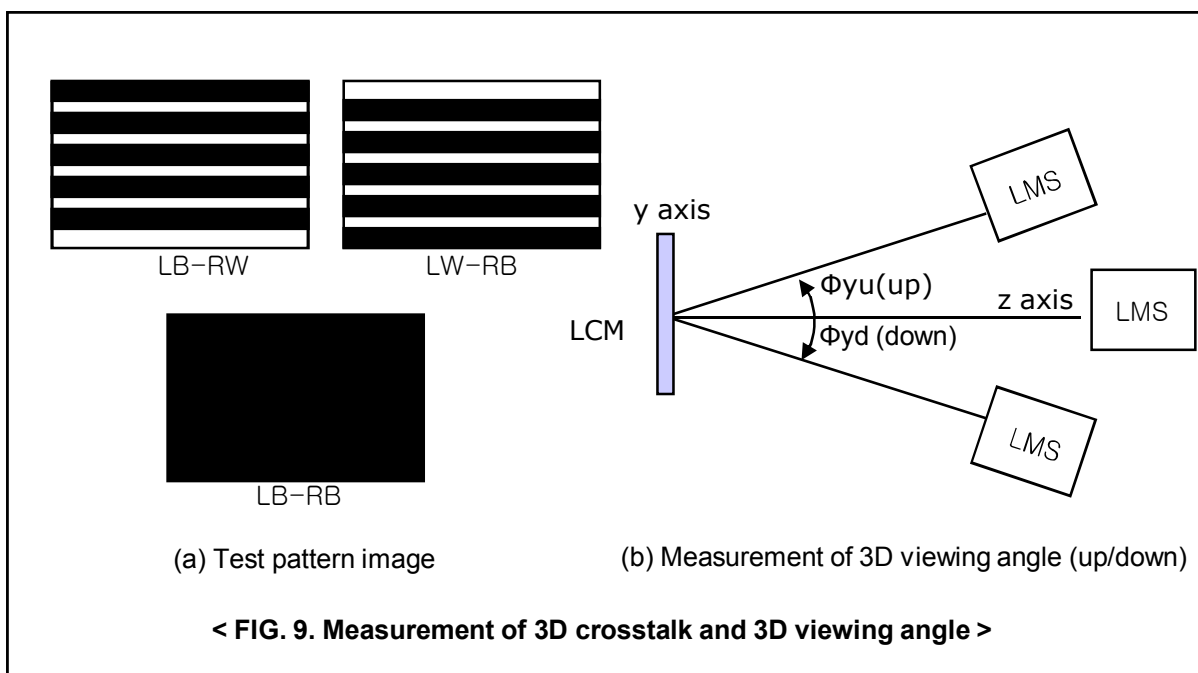 LB-RW
LW-RB
LB-RB
(a) Test pattern image
y axis
LCM
Φyu(up)
Φyd (down)
z axis
LMS
LMS
LMS
(b) Measurement of 3D viewing angle (up/down)
< FIG. 9. Measurement of 3D crosstalk and 3D viewing angle >